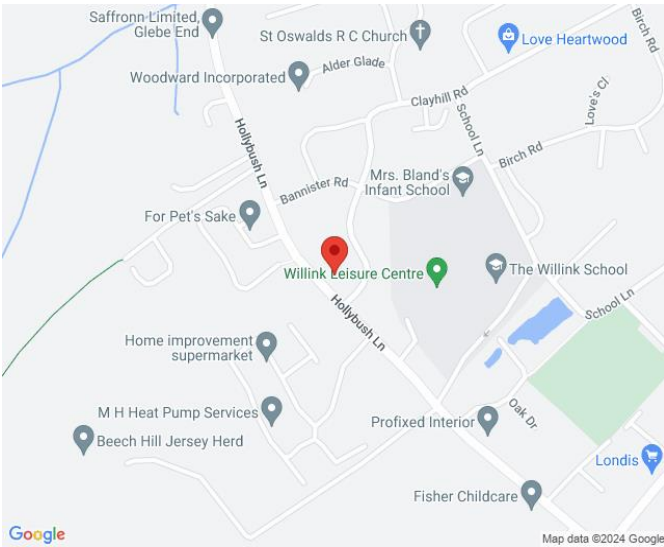 Saffronn Limited,
Glebe End
St Oswalds R C Church
Love Heartwood
Birch Rd
Alder Glade
Woodward Incorporated
Clayhill Rd
Love's Cl
School Ln
Hollybush Ln
Birch Rd
Bannister Rd
Mrs. Bland's
Infant School
For Pet's Sake
Willink Leisure Centre
The Willink School
Hollybush Ln
School Ln
Home improvement
supermarket
M H Heat Pump Services
Oak Dr
Profixed Interior
Beech Hill Jersey Herd
Londis
Fisher Childcare
Google
Map data ©2024 Google